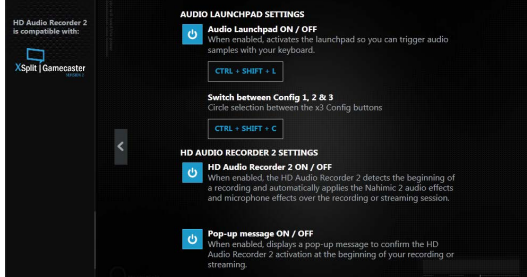 HD Audio Recorder 2
is compatible with:
XSplit | Gamecaster
AUDIO LAUNCHPAD SETTINGS
Audio Launchpad ON / OFF
When enabled, activates the launchpad so you can trigger audio
samples with your keyboard.
CTRL + SHIFT + L
Switch between Config 1, 2 & 3
Circle selection between the x3 Config buttons
CTRL + SHIFT + C
HD AUDIO RECORDER 2 SETTINGS
HD Audio Recorder 2 ON / OFF
When enabled, the HD Audio Recorder 2 detects the beginning of
a recording and automatically applies the Nahimic 2 audio effects
and microphone effects over the recording or streaming session.
Pop-up message ON / OFF
When enabled, displays a pop-up message to confirm the HD
Audio Recorder 2 activation at the beginning of your recording or
streaming.